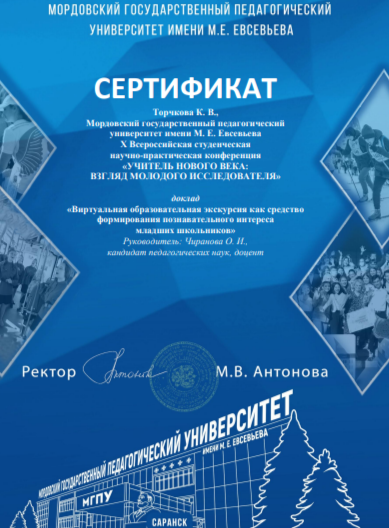 МОРДОВСКИЙ ГОСУДАРСТВЕННЫЙ ПЕДАГОГИЧЕСКИЙ
УНИВЕРСИТЕТ ИМЕНИ М.Е. ЕВСЕВЬЕВА
СЕРТИФИКАТ
Торчкова К. В.,
Мордовский государственный педагогический
университет имени М. Е. Евсевьева
X Всероссийская студенческая
научно-практическая конференция
«УЧИТЕЛЬ НОВОГО ВЕКА:
ВЗГЛЯД МОЛОДОГО ИССЛЕДОВАТЕЛЯ»
доклад
«Виртуальная образовательная экскурсия как средство
формирования познавательного интереса
младших школьников»
Руководитель: Чиранова О. И.,
кандидат педагогических наук, доцент
Ректор
М.В. Антонова
МОРДОВСКИЙ ГОСУДАРСТВЕННЫЙ ПЕДАГОГИЧЕСКИЙ УНИВЕРСИТЕТ
ИМЕНИ М. Е. ЕВСЕВЬЕВА
МГПУ
САРАНСК